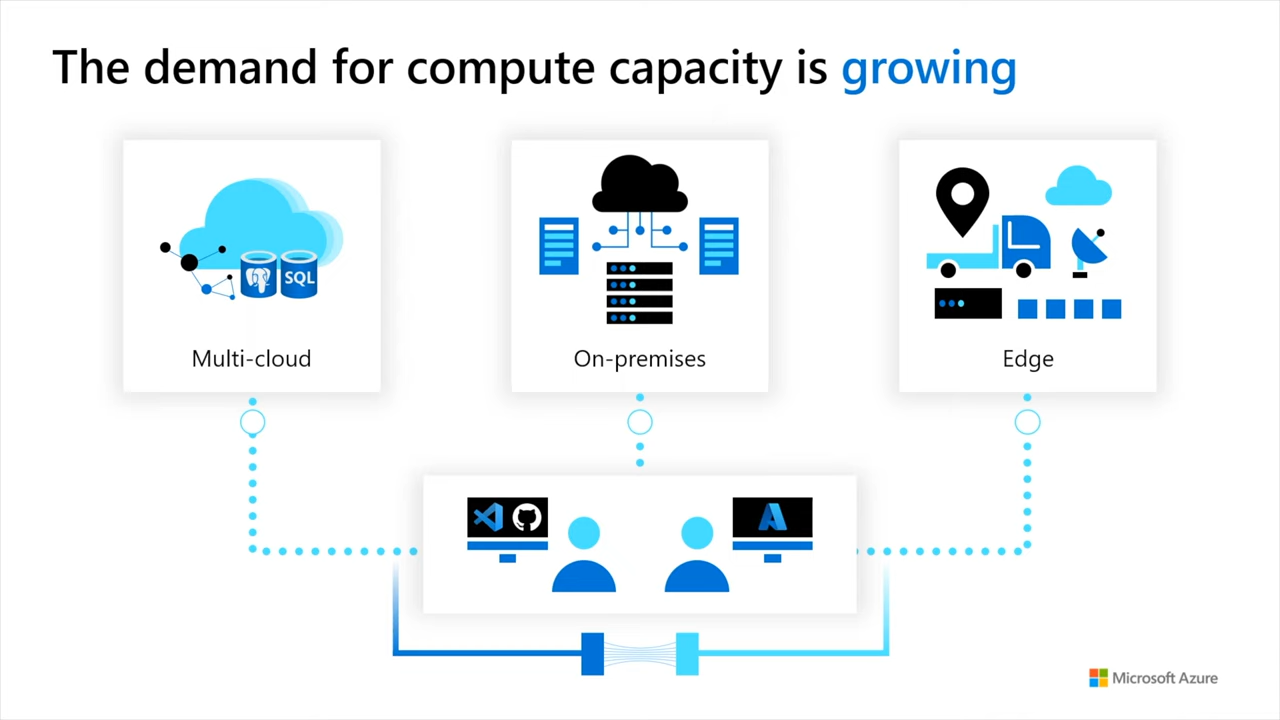 The demand for compute capacity is growing
SQL
Multi-cloud
On-premises
Edge
Microsoft Azure